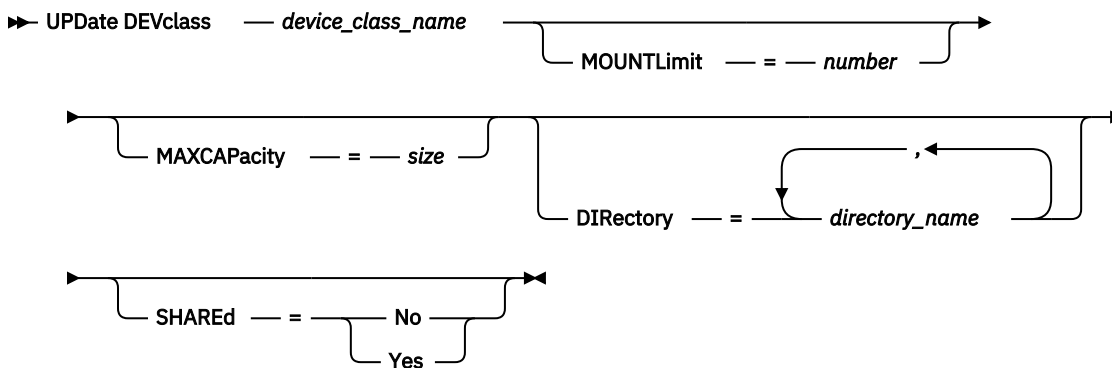 UPDate DEVclass device_class_name
MOUNTLimit = number
MAXCAPacity = size
,
DIRectory = directory_name
SHAREd = No
Yes